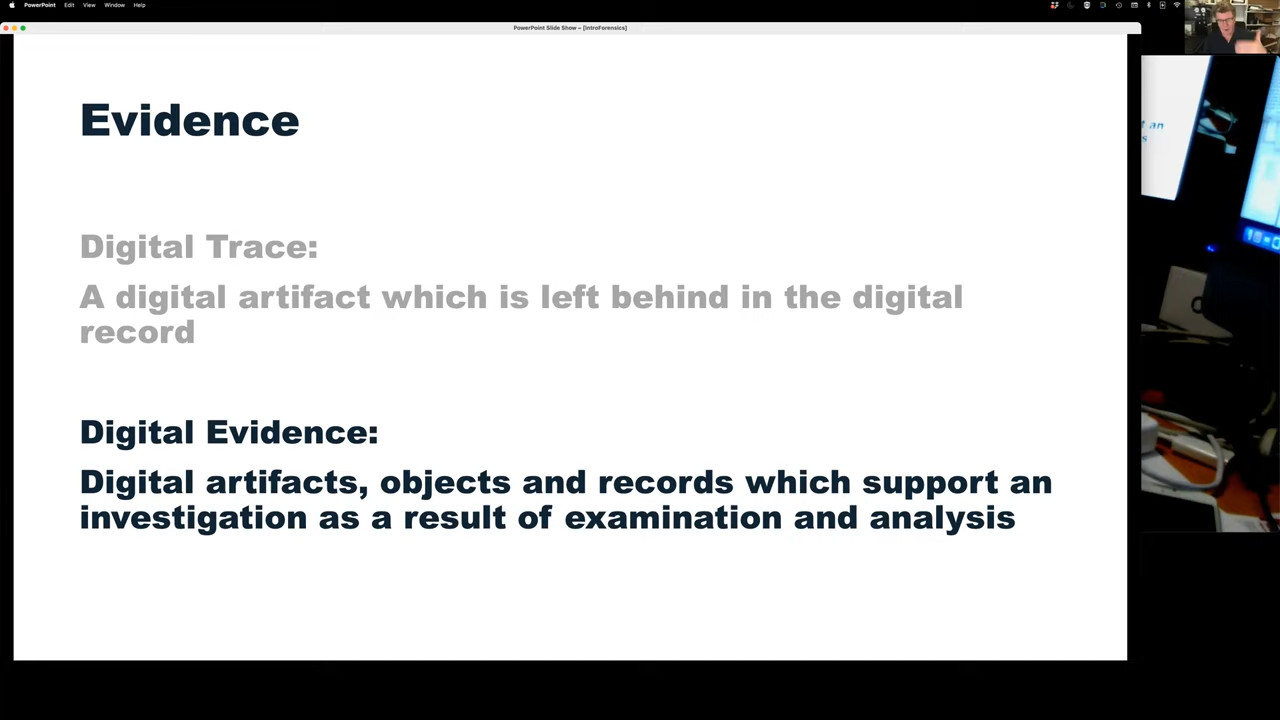 PowerPoint Edit View Window Help
PowerPoint Slide Show – [IntroForensics]
Evidence
Digital Trace:
A digital artifact which is left behind in the digital
record
Digital Evidence:
Digital artifacts, objects and records which support an
investigation as a result of examination and analysis
an
s